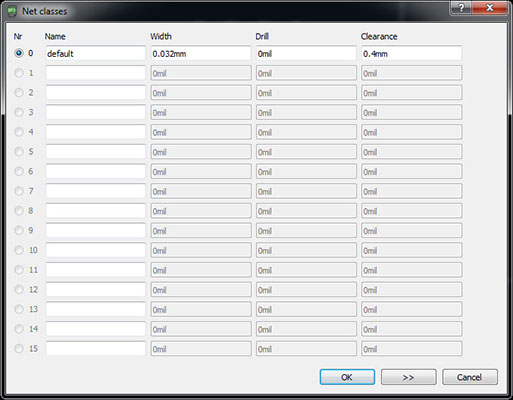 Net classes
Nr Name Width Drill Clearance
0 default 0.032mm 0mil 0.4mm
1 0mil 0mil 0mil
2 0mil 0mil 0mil
3 0mil 0mil 0mil
4 0mil 0mil 0mil
5 0mil 0mil 0mil
6 0mil 0mil 0mil
7 0mil 0mil 0mil
8 0mil 0mil 0mil
9 0mil 0mil 0mil
10 0mil 0mil 0mil
11 0mil 0mil 0mil
12 0mil 0mil 0mil
13 0mil 0mil 0mil
14 0mil 0mil 0mil
15 0mil 0mil 0mil
OK >> Cancel